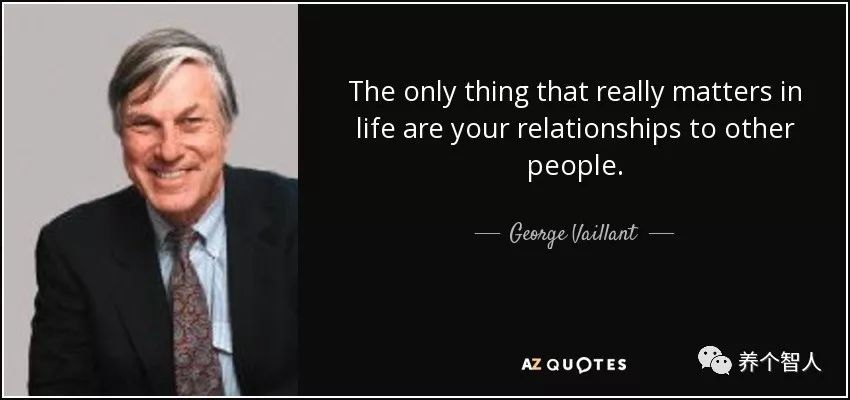 The only thing that really matters in
life are your relationships to other
people.
George Vaillant
AZ QUOTES
养个智人